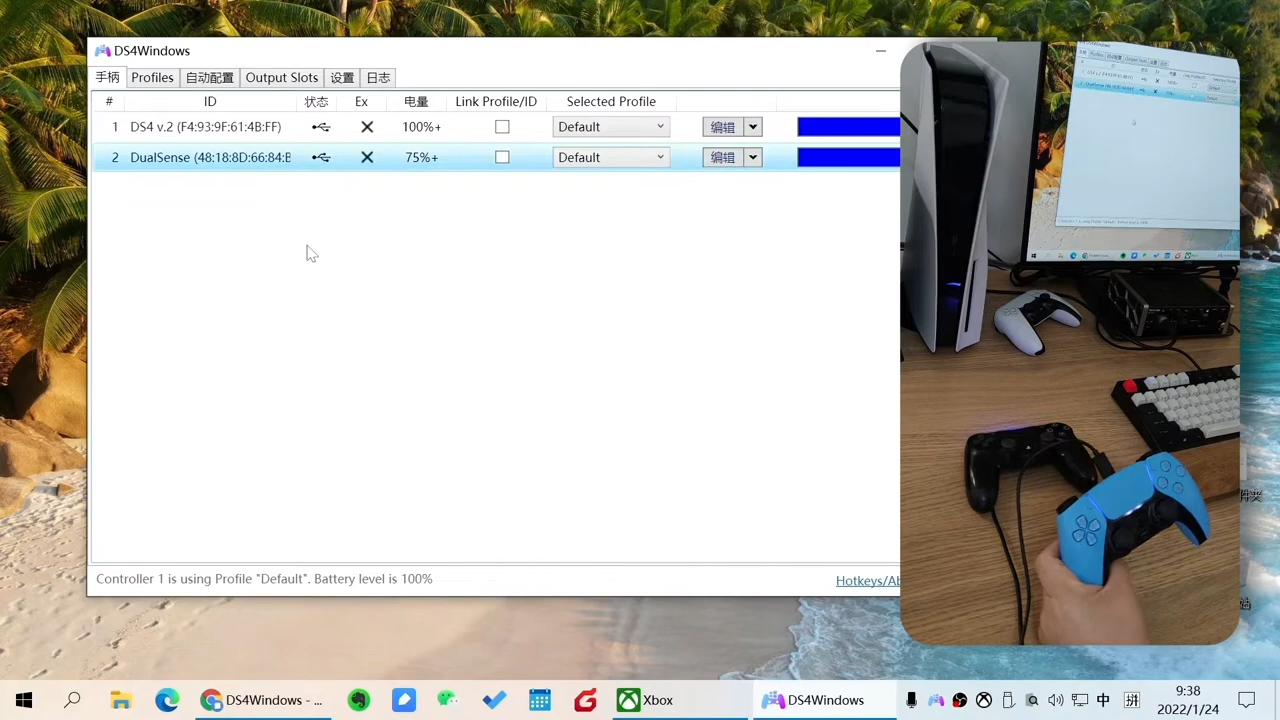 DS4Windows
手柄 Profiles 自动配置 Output Slots 设置 日志
# ID 状态 Ex 电量 Link Profile/ID Selected Profile
1 DS4 v.2 (F4:93:9F:61:4B:FF) 100%+ Default 编辑
2 DualSense (48:18:8D:66:84:E 75%+ Default 编辑
Controller 1 is using Profile "Default". Battery level is 100%
Hotkeys/Ab
DS4Windows - ...
Xbox
DS4Windows
中
拼
9:38
2022/1/24